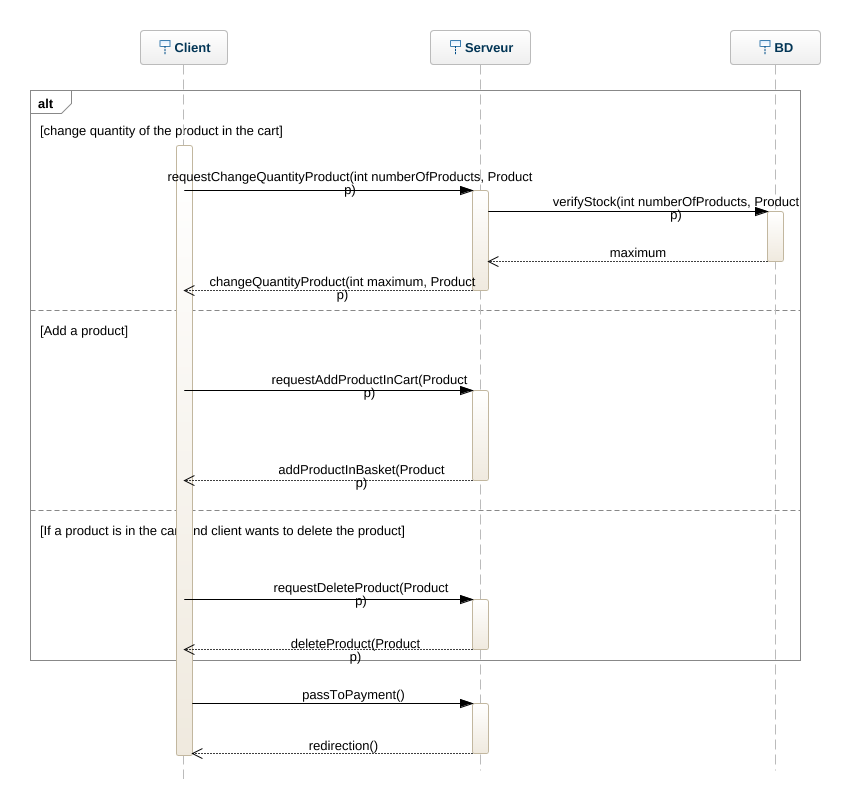 Client
Serveur
BD
alt
[change quantity of the product in the cart]
requestChangeQuantityProduct(int numberOfProducts, Product
p)
verifyStock(int numberOfProducts, Product
p)
maximum
changeQuantityProduct(int maximum, Product
p)
[Add a product]
requestAddProductInCart(Product
p)
addProductInBasket(Product
p)
[If a product is in the cart and client wants to delete the product]
requestDeleteProduct(Product
p)
deleteProduct(Product
p)
passToPayment()
redirection()